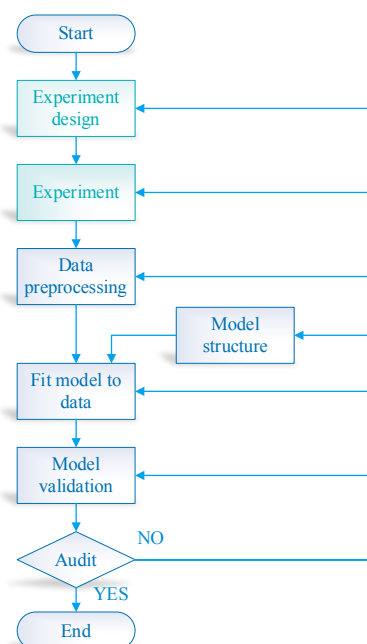 Start
Experiment
design
Experiment
Data
preprocessing
Model
structure
Fit model to
data
Model
validation
Audit
NO
YES
End